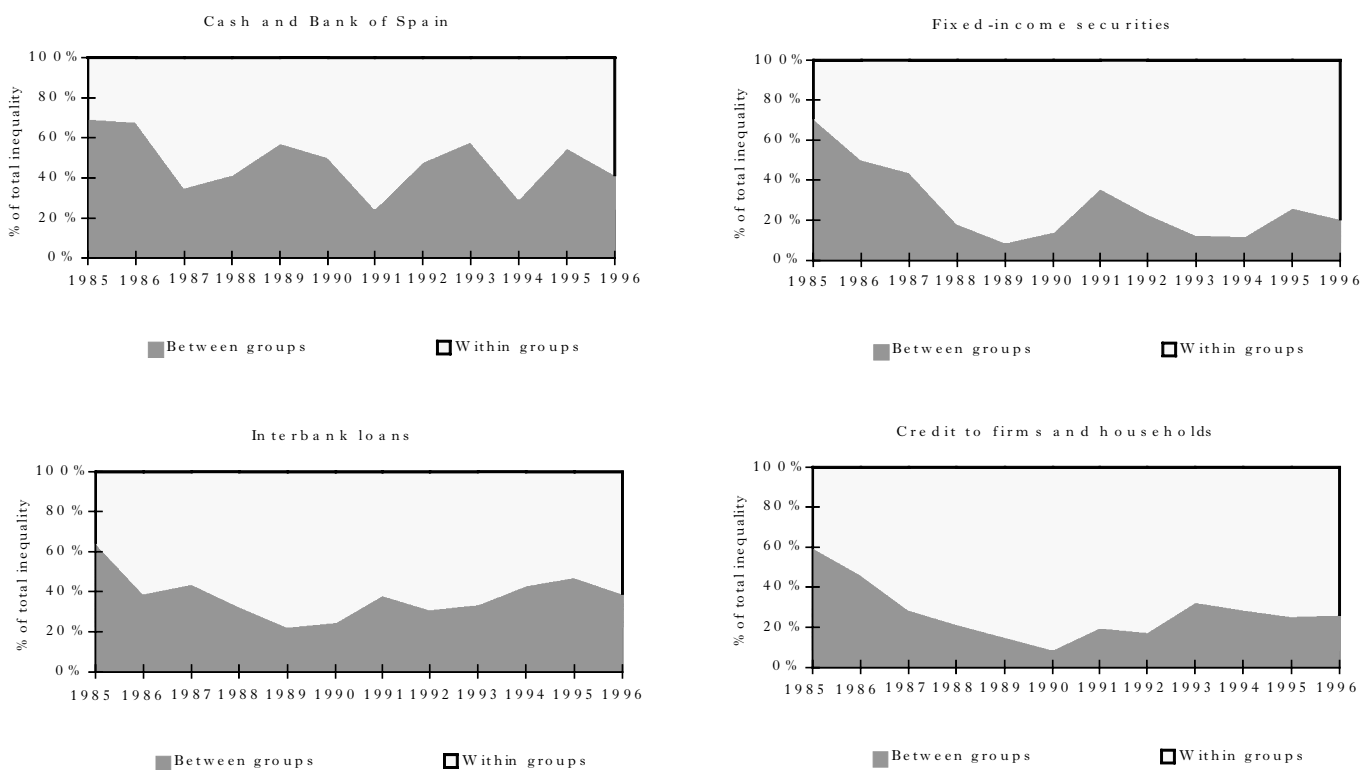 Cash and Bank of Spain
% of total inequality
100%
80%
60%
40%
20%
0%
1985 1986 1987 1988 1989 1990 1991 1992 1993 1994 1995 1996
Between groups Within groups
Fixed-income securities
% of total inequality
100%
80%
60%
40%
20%
0%
1985 1986 1987 1988 1989 1990 1991 1992 1993 1994 1995 1996
Between groups Within groups
Interbank loans
% of total inequality
100%
80%
60%
40%
20%
0%
1985 1986 1987 1988 1989 1990 1991 1992 1993 1994 1995 1996
Between groups Within groups
Credit to firms and households
% of total inequality
100%
80%
60%
40%
20%
0%
1985 1986 1987 1988 1989 1990 1991 1992 1993 1994 1995 1996
Between groups Within groups